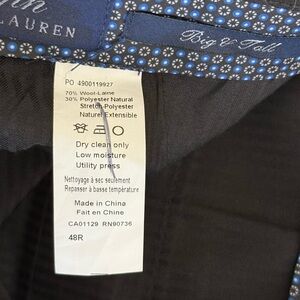 LAUREN
Big & Tall
PO 4900119927
70% Wool-Laine
30% Polyester Natural
Stretch-Polyester
Naturel Extensible
Dry clean only
Low moisture
Utility press
Nettoyage à sec seulement
Repasser à basse température
Made in China
Fait en Chine
CA01129 RN80736
48R